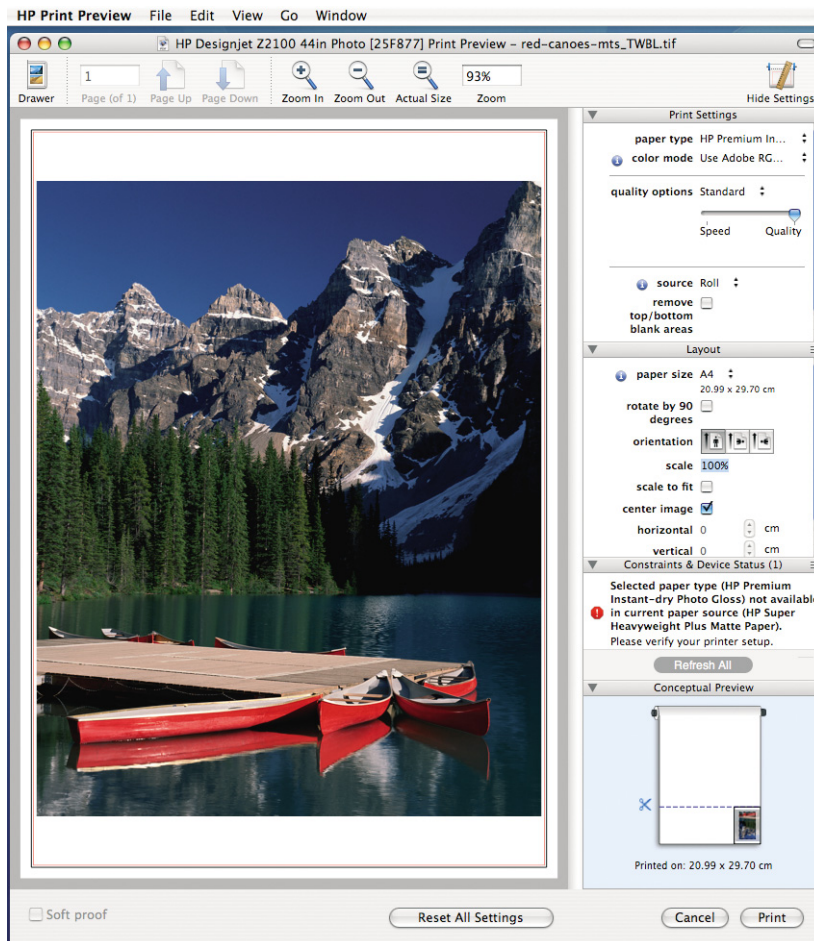 HP Print Preview File Edit View Go Window
HP Designjet Z2100 44in Photo [25F877] Print Preview – red-canoes-mts_TWBL.tif
1
93%
Drawer Page (of 1) Page Up Page Down Zoom In Zoom Out Actual Size Zoom Hide Settings
Print Settings
paper type HP Premium In...
color mode Use Adobe RG...
quality options Standard
Speed Quality
source Roll
remove
top/bottom
blank areas
Layout
paper size A4
20.99 x 29.70 cm
rotate by 90
degrees
orientation
scale 100%
scale to fit
center image
horizontal 0 cm
vertical 0 cm
Constraints & Device Status (1)
Selected paper type (HP Premium
Instant-dry Photo Gloss) not available
in current paper source (HP Super
Heavyweight Plus Matte Paper).
Please verify your printer setup.
Refresh All
Conceptual Preview
Printed on: 20.99 x 29.70 cm
Soft proof Reset All Settings Cancel Print